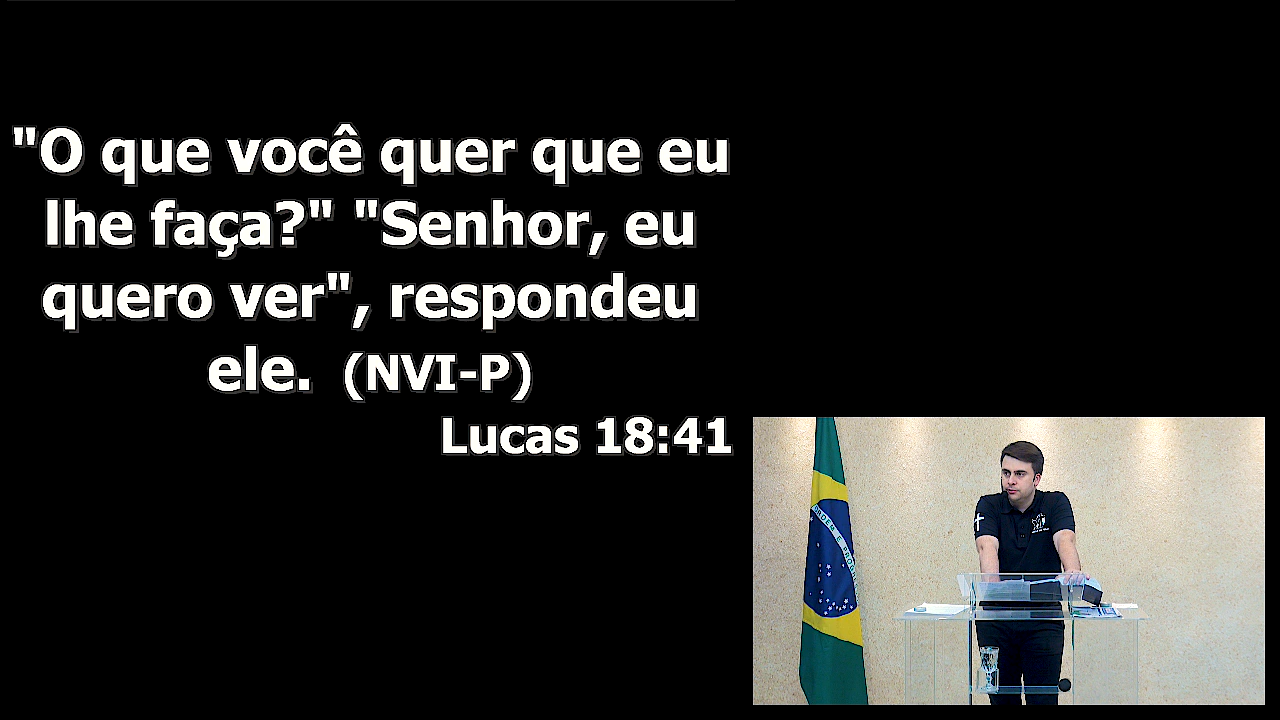 "O que você quer que eu
lhe faça?" "Senhor, eu
quero ver", respondeu
ele. (NVI-P)
Lucas 18:41